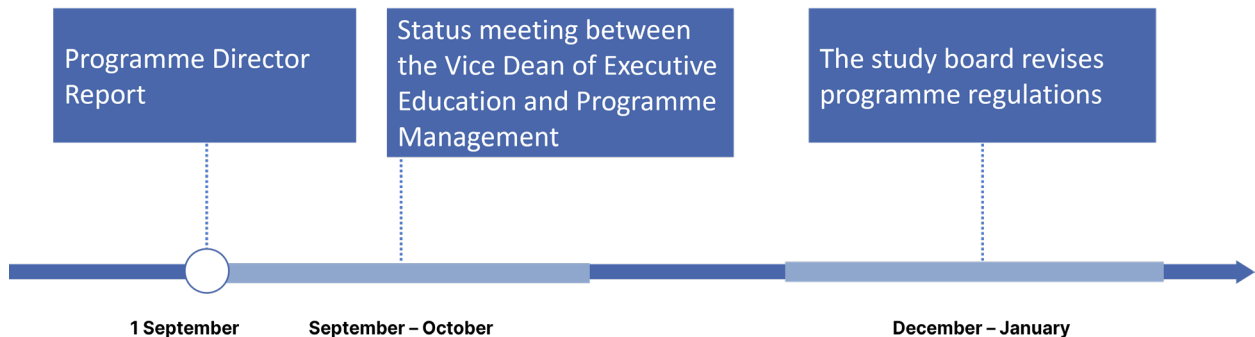 Programme Director
Report
Status meeting between
the Vice Dean of Executive
Education and Programme
Management
The study board revises
programme regulations
1 September
September – October
December – January